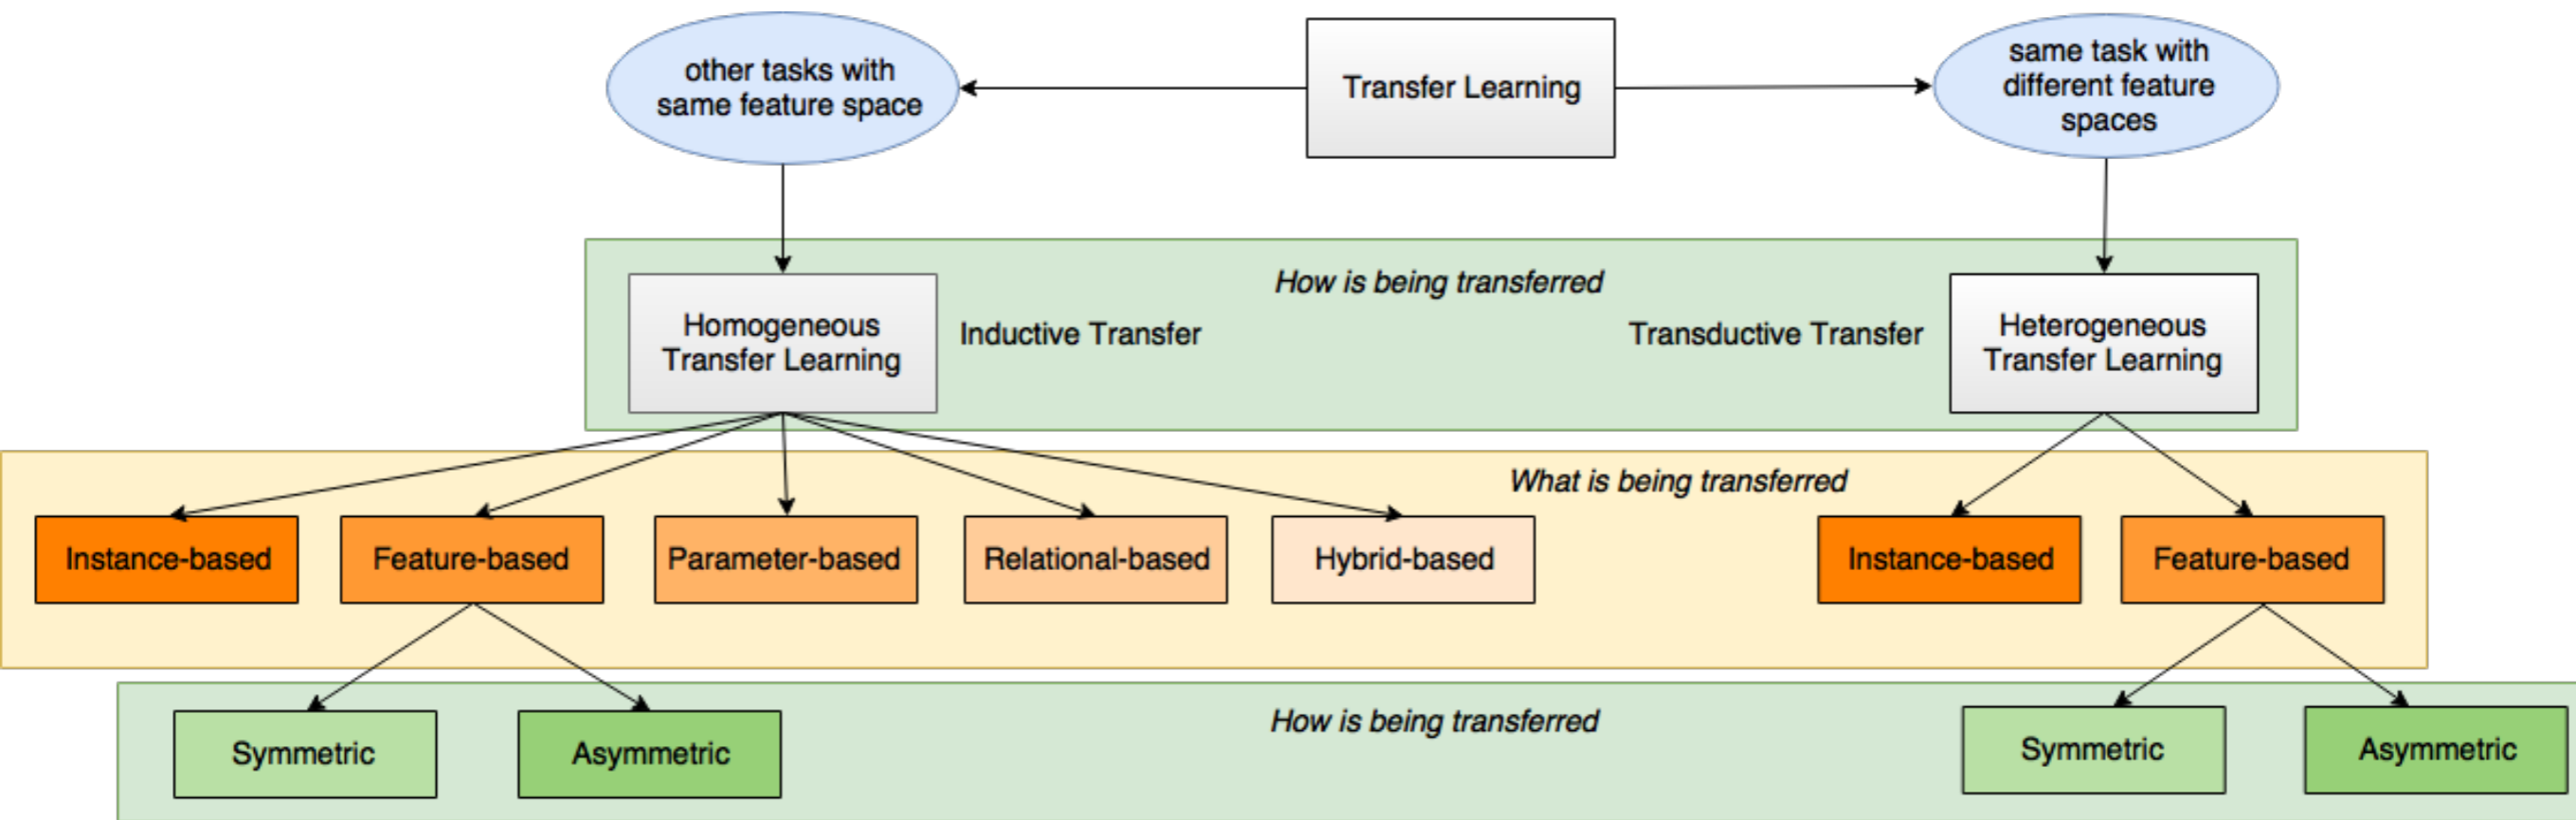 other tasks with
same feature space
Transfer Learning
same task with
different feature
spaces
How is being transferred
Homogeneous
Transfer Learning
Inductive Transfer
Transductive Transfer
Heterogeneous
Transfer Learning
What is being transferred
Instance-based
Feature-based
Parameter-based
Relational-based
Hybrid-based
Instance-based
Feature-based
How is being transferred
Symmetric
Asymmetric
Symmetric
Asymmetric